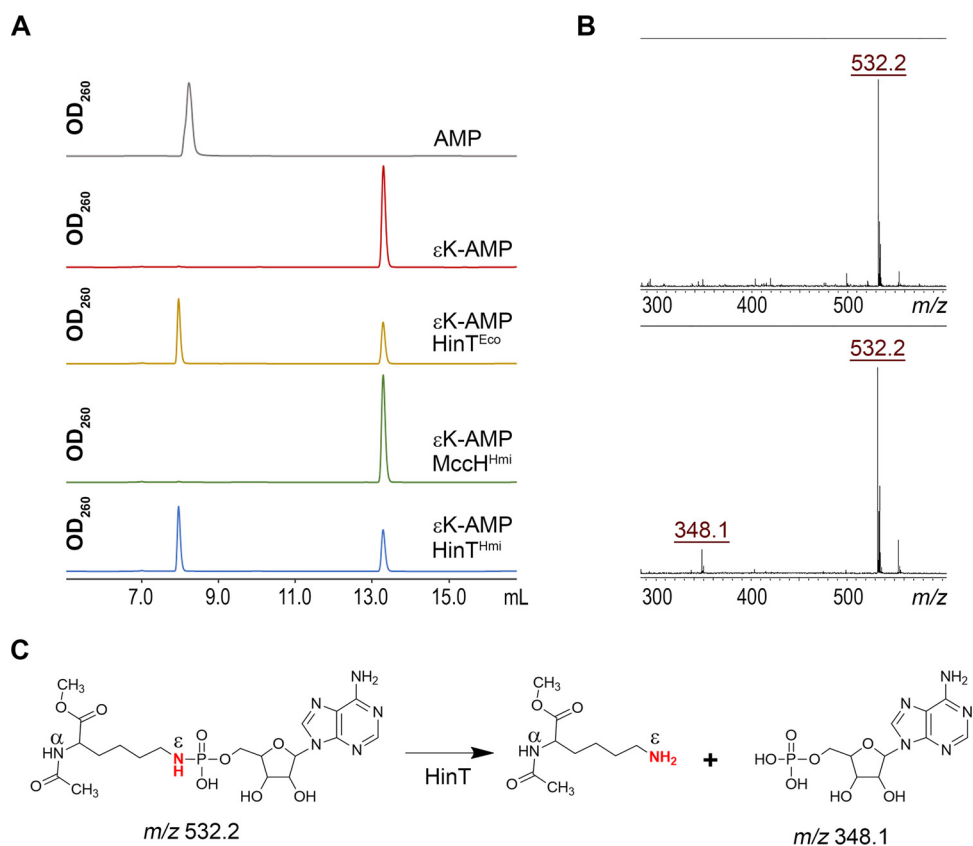 A
OD260
AMP
OD260
εK-AMP
OD260
εK-AMP
HinTEco
OD260
εK-AMP
MccHHmi
OD260
εK-AMP
HinTHmi
7.0 9.0 11.0 13.0 15.0 mL
B
532.2
300 400 500 m/z
532.2
348.1
300 400 500 m/z
C
H3C
O
O
α
HN
O
CH3
ε
N
H
O
P
OH
O
O
HO
OH
N
N
N
N
NH2
m/z 532.2
HinT
H3C
O
O
α
HN
O
CH3
ε
NH2
+
O
HO
P
OH
O
O
HO
OH
N
N
N
N
NH2
m/z 348.1